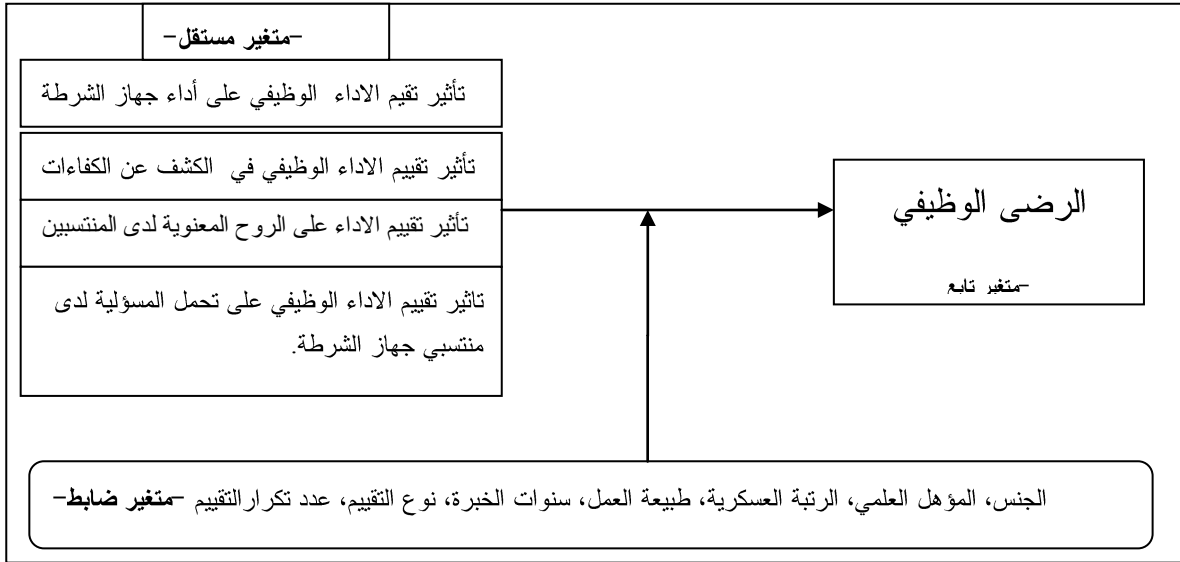 -متغير مستقل-
تأثير تقيم الاداء الوظيفي على أداء جهاز الشرطة
تأثير تقييم الاداء الوظيفي في الكشف عن الكفاءات
تأثير تقييم الاداء على الروح المعنوية لدى المنتسبين
تاثير تقييم الاداء الوظيفي على تحمل المسؤلية لدى
منتسبي جهاز الشرطة.
الرضى الوظيفي
-متغير تابع
الجنس، المؤهل العلمي، الرتبة العسكرية، طبيعة العمل، سنوات الخبرة، نوع التقييم، عدد تكرارالتقييم -متغير ضابط-